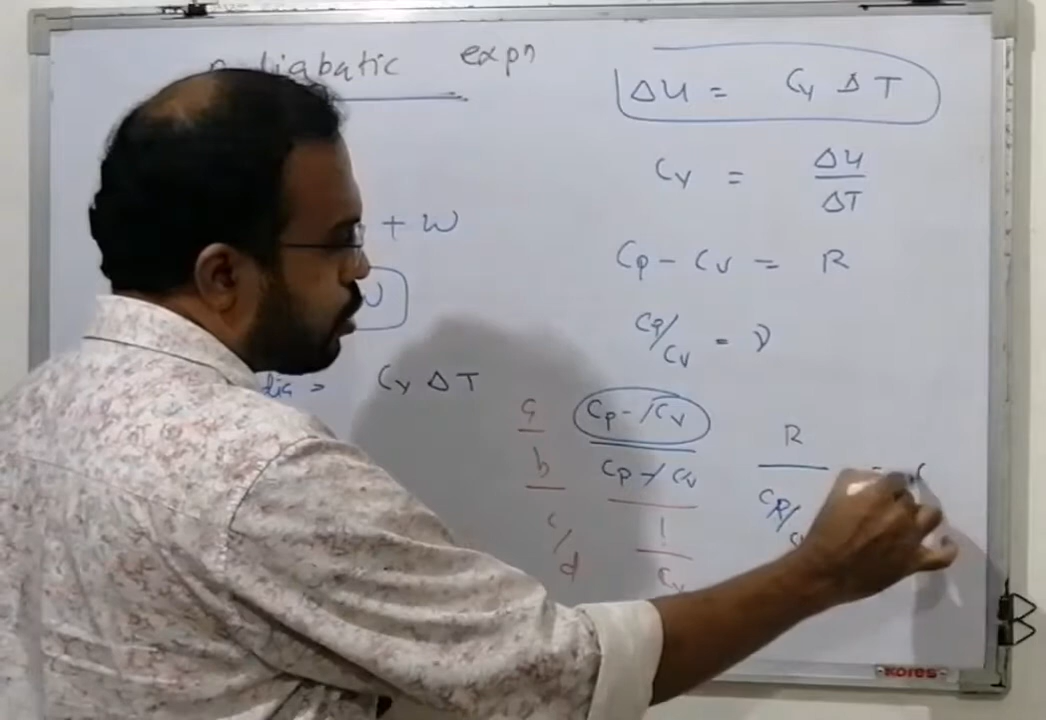 expn
ΔU = Cv ΔT
Cv = ΔU/ΔT
+ W
Cp - Cv = R
Cp/Cv = γ
Cv ΔT
a/b
c/d
Cp-/Cv
Cp-/Cv
1/Cv
R
CP/
Kores